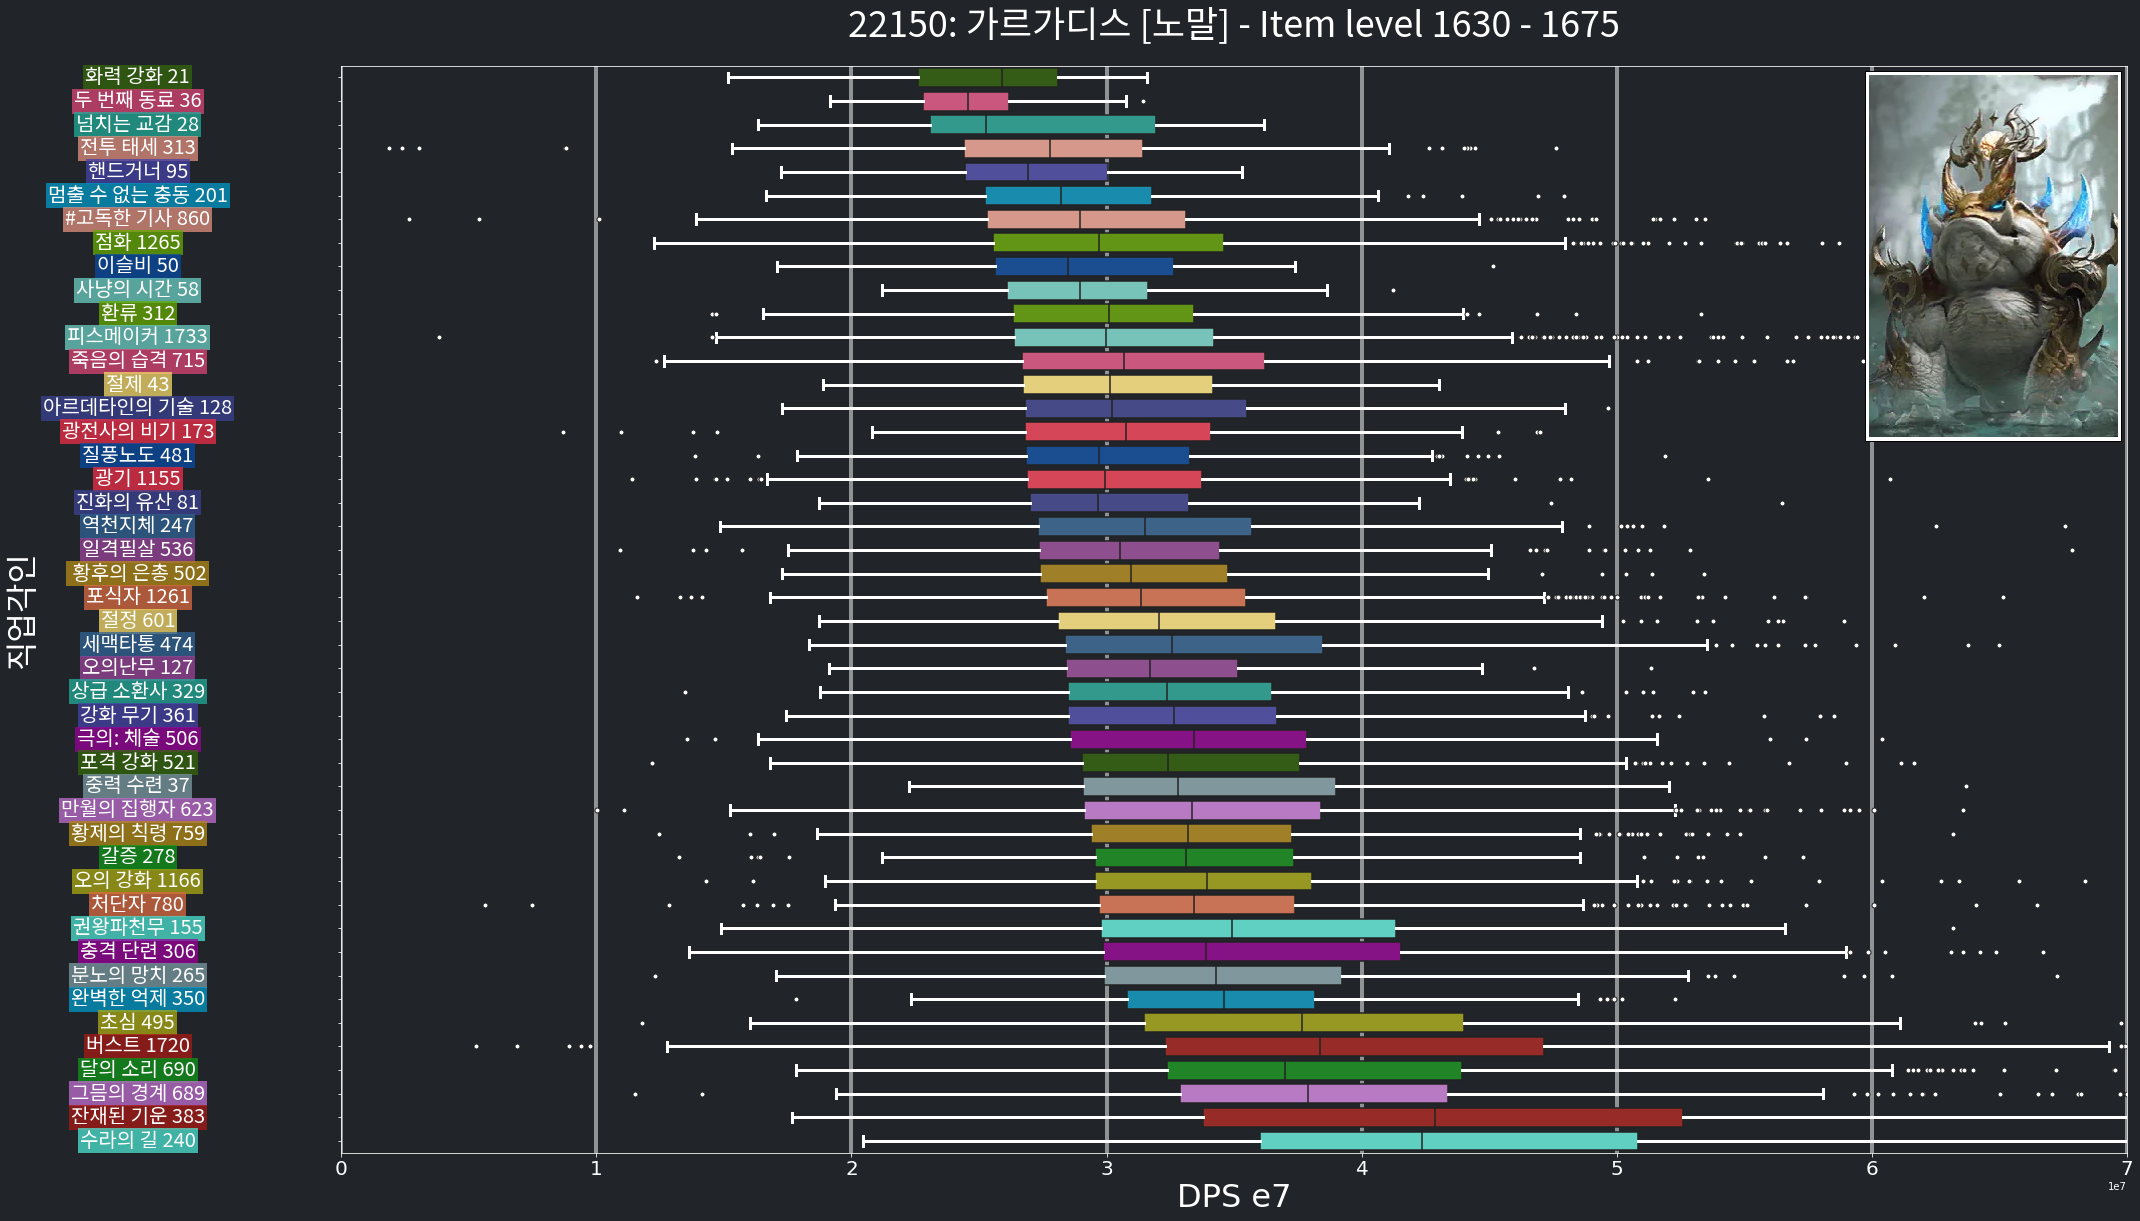 22150: 가르가디스 [노말] - Item level 1630 - 1675
화력 강화 21
두 번째 동료 36
넘치는 교감 28
전투 태세 313
핸드거너 95
멈출 수 없는 충동 201
#고독한 기사 860
점화 1265
이슬비 50
사냥의 시간 58
환류 312
피스메이커 1733
죽음의 습격 715
절제 43
아르데타인의 기술 128
광전사의 비기 173
질풍노도 481
광기 1155
진화의 유산 81
역천지체 247
일격필살 536
황후의 은총 502
포식자 1261
절정 601
세맥타통 474
오의난무 127
상급 소환사 329
강화 무기 361
극의: 체술 506
포격 강화 521
중력 수련 37
만월의 집행자 623
황제의 칙령 759
갈증 278
오의 강화 1166
처단자 780
권왕파천무 155
충격 단련 306
분노의 망치 265
완벽한 억제 350
초심 495
버스트 1720
달의 소리 690
그믐의 경계 689
잔재된 기운 383
수라의 길 240
직업각인
0 1 2 3 4 5 6 7
1e7
DPS e7